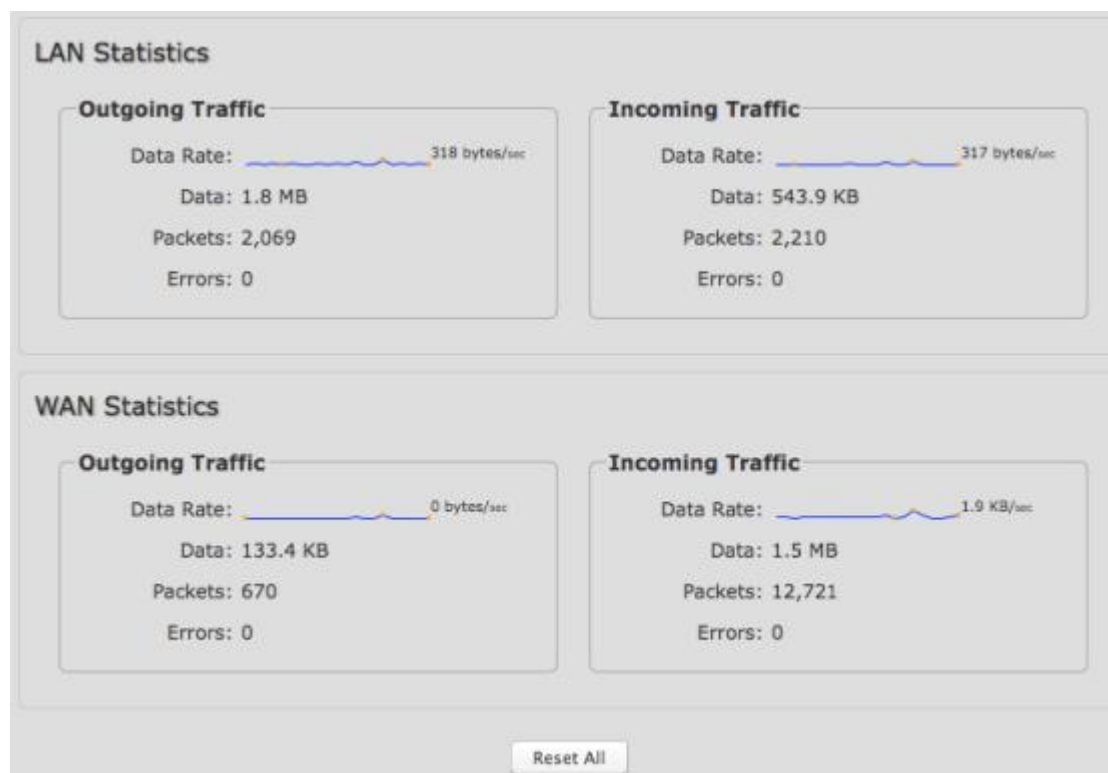 LAN Statistics
Outgoing Traffic
Data Rate: 318 bytes/sec
Data: 1.8 MB
Packets: 2,069
Errors: 0
Incoming Traffic
Data Rate: 317 bytes/sec
Data: 543.9 KB
Packets: 2,210
Errors: 0
WAN Statistics
Outgoing Traffic
Data Rate: 0 bytes/sec
Data: 133.4 KB
Packets: 670
Errors: 0
Incoming Traffic
Data Rate: 1.9 KB/sec
Data: 1.5 MB
Packets: 12,721
Errors: 0
Reset All